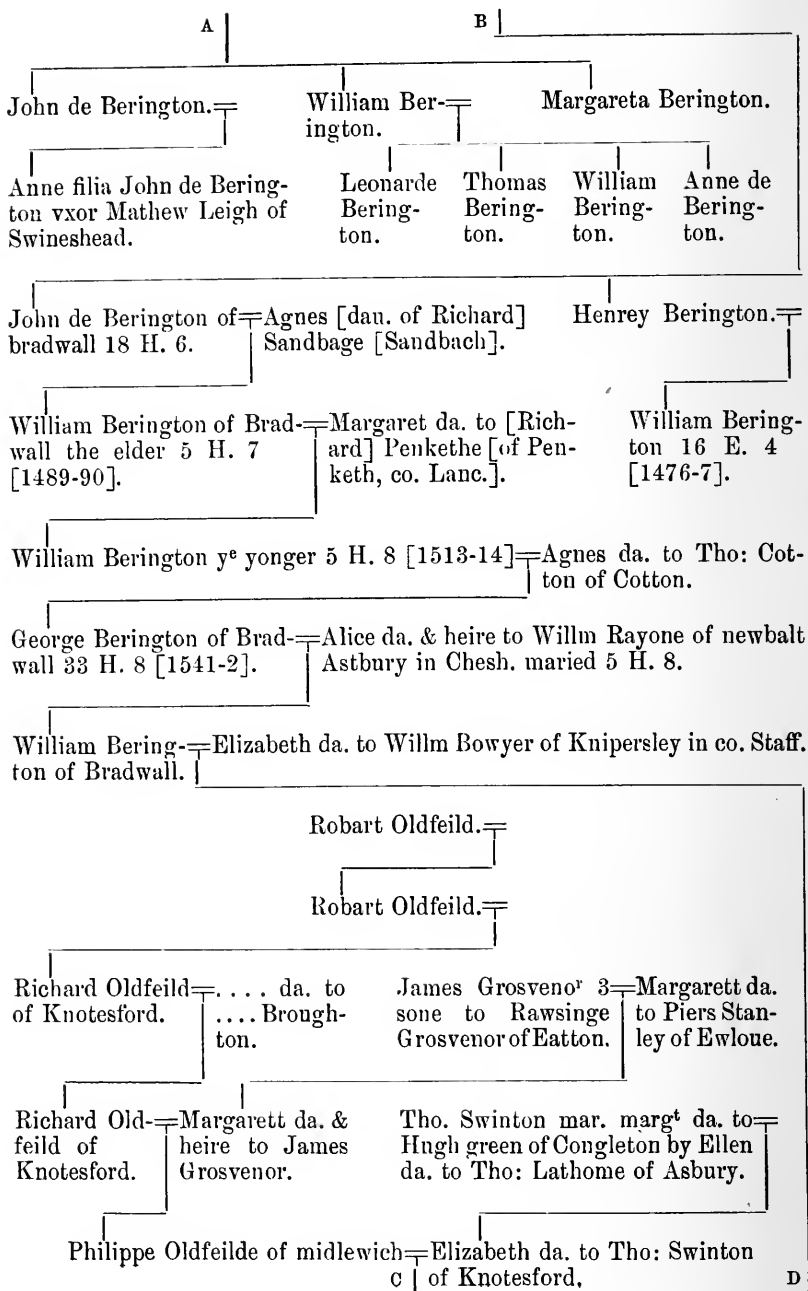 A B
John de Berington. William Ber- Margareta Berington.
ington.
Anne filia John de Bering- Leonarde Thomas William Anne de
ton vxor Mathew Leigh of Bering- Bering- Bering- Bering-
Swineshead. ton. ton. ton. ton.
John de Berington of Agnes [dau. of Richard] Henrey Berington.
bradwall 18 H. 6. Sandbage [Sandbach].
William Berington of Brad- Margaret da. to [Rich- William Bering-
wall the elder 5 H. 7 ard] Penkethe [of Pen- ton 16 E. 4
[1489-90]. keth, co. Lanc.]. [1476-7].
William Berington yᵉ yonger 5 H. 8 [1513-14] Agnes da. to Tho: Cot-
ton of Cotton.
George Berington of Brad- Alice da. & heire to Willm Rayone of newbalt
wall 33 H. 8 [1541-2]. Astbury in Chesh. maried 5 H. 8.
William Bering- Elizabeth da. to Willm Bowyer of Knipersley in co. Staff.
ton of Bradwall.
Robart Oldfeild.
Robart Oldfeild.
Richard Oldfeild . . . . da. to James Grosvenoʳ 3 Margarett da.
of Knotesford. . . . . Brough- sone to Rawsinge to Piers Stan-
ton. Grosvenor of Eatton. ley of Ewloue.
Richard Old- Margarett da. & Tho. Swinton mar. margᵗ da. to
feild of heire to James Hugh green of Congleton by Ellen
Knotesford. Grosvenor. da. to Tho: Lathome of Asbury.
Philippe Oldfeilde of midlewich Elizabeth da. to Tho: Swinton
C of Knotesford. D